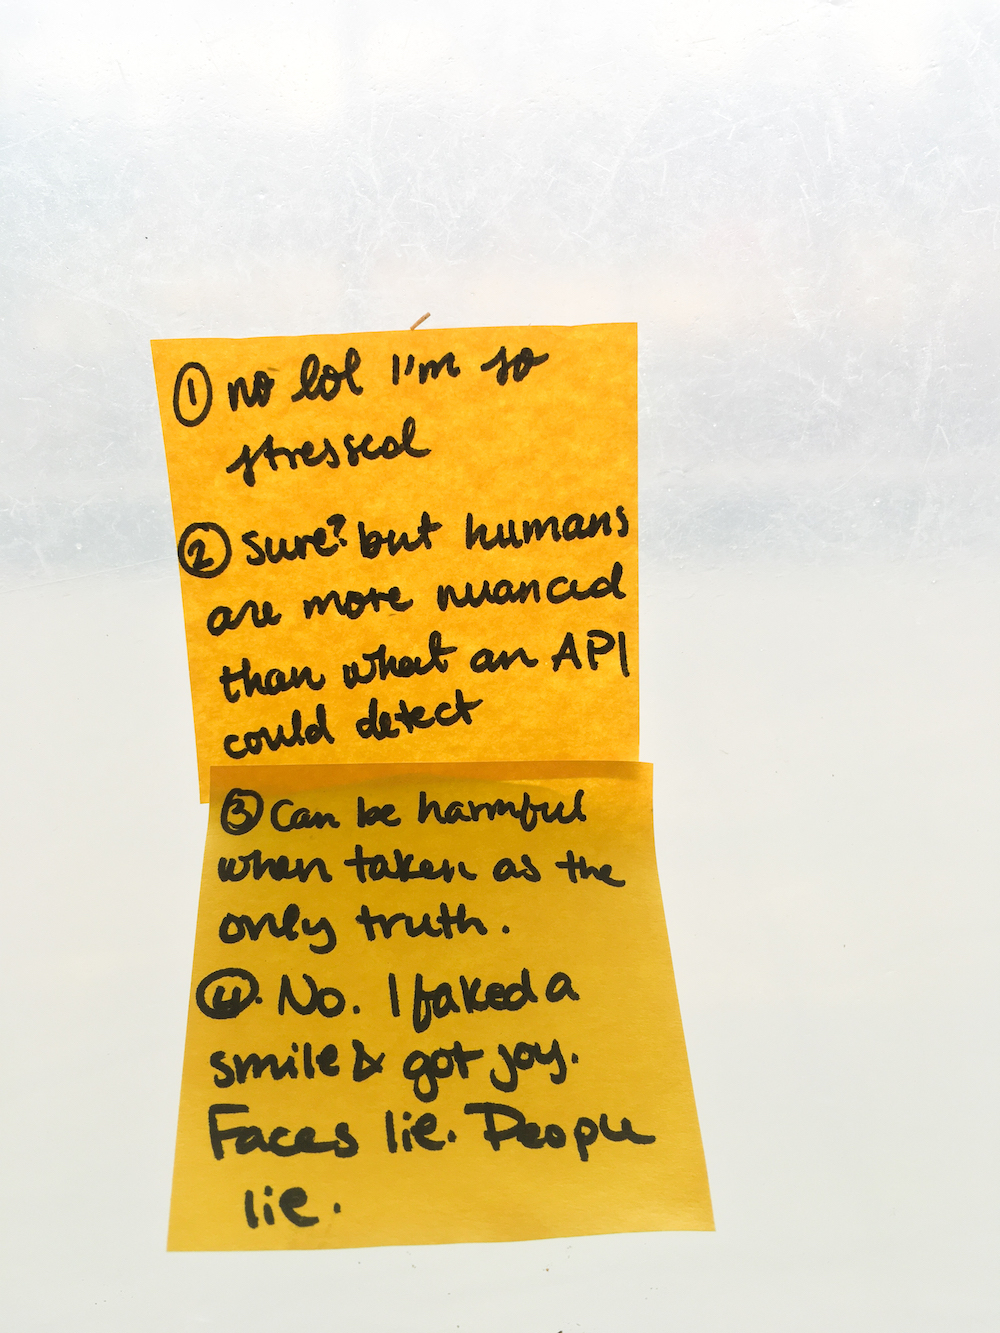 ① no lol I'm so
stressed
② Sure? but humans
are more nuanced
than what an API
could detect
③ Can be harmful
when taken as the
only truth.
④. No. I faked a
smile & got joy.
Faces lie. People
lie.